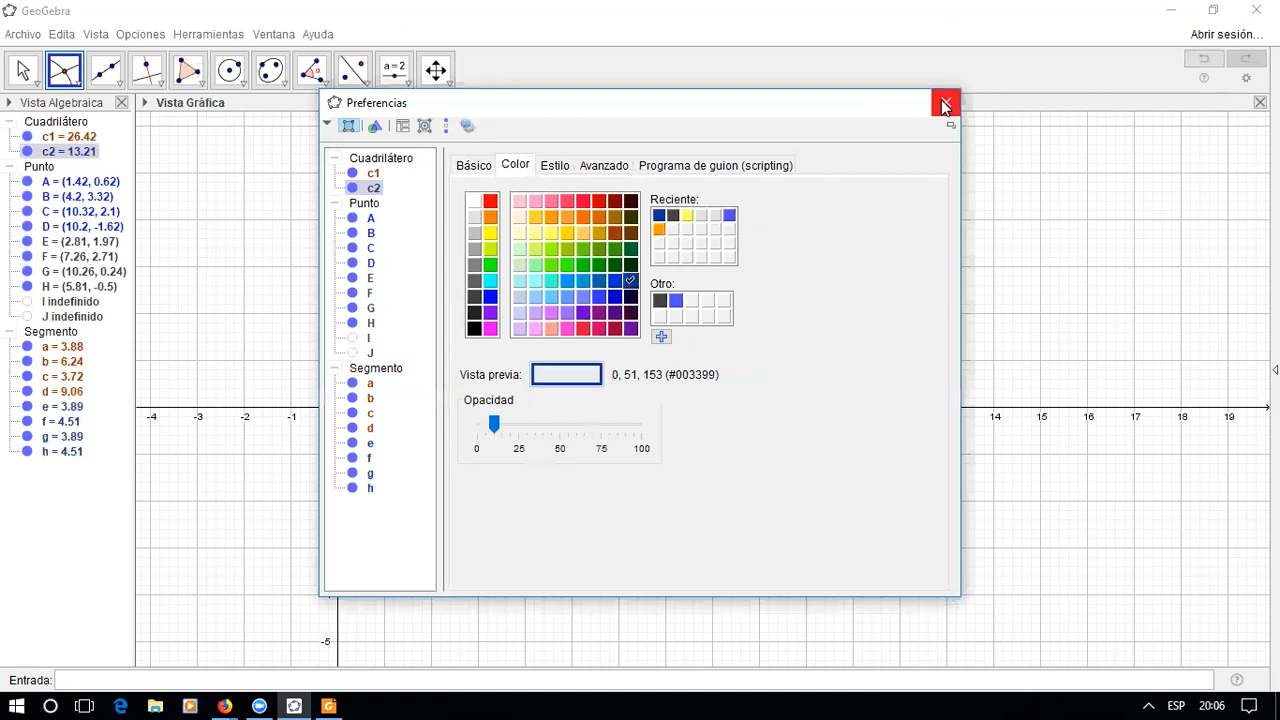 GeoGebra
Archivo Edita Vista Opciones Herramientas Ventana Ayuda Abrir sesión...
a=2
Vista Algebraica Vista Gráfica
Cuadrilátero
c1 = 26.42
c2 = 13.21
Punto
A = (1.42, 0.62)
B = (4.2, 3.32)
C = (10.32, 2.1)
D = (10.2, -1.62)
E = (2.81, 1.97)
F = (7.26, 2.71)
G = (10.26, 0.24)
H = (5.81, -0.5)
I indefinido
J indefinido
Segmento
a = 3.88
b = 6.24
c = 3.72
d = 9.06
e = 3.89
f = 4.51
g = 3.89
h = 4.51
Preferencias
Cuadrilátero
c1
c2
Punto
A
B
C
D
E
F
G
H
I
J
Segmento
a
b
c
d
e
f
g
h
Básico Color Estilo Avanzado Programa de guion (scripting)
Reciente:
Otro:
Vista previa: 0, 51, 153 (#003399)
Opacidad
0 25 50 75 100
-4 -3 -2 -1 14 15 16 17 18 19
-5
Entrada:
ESP 20:06